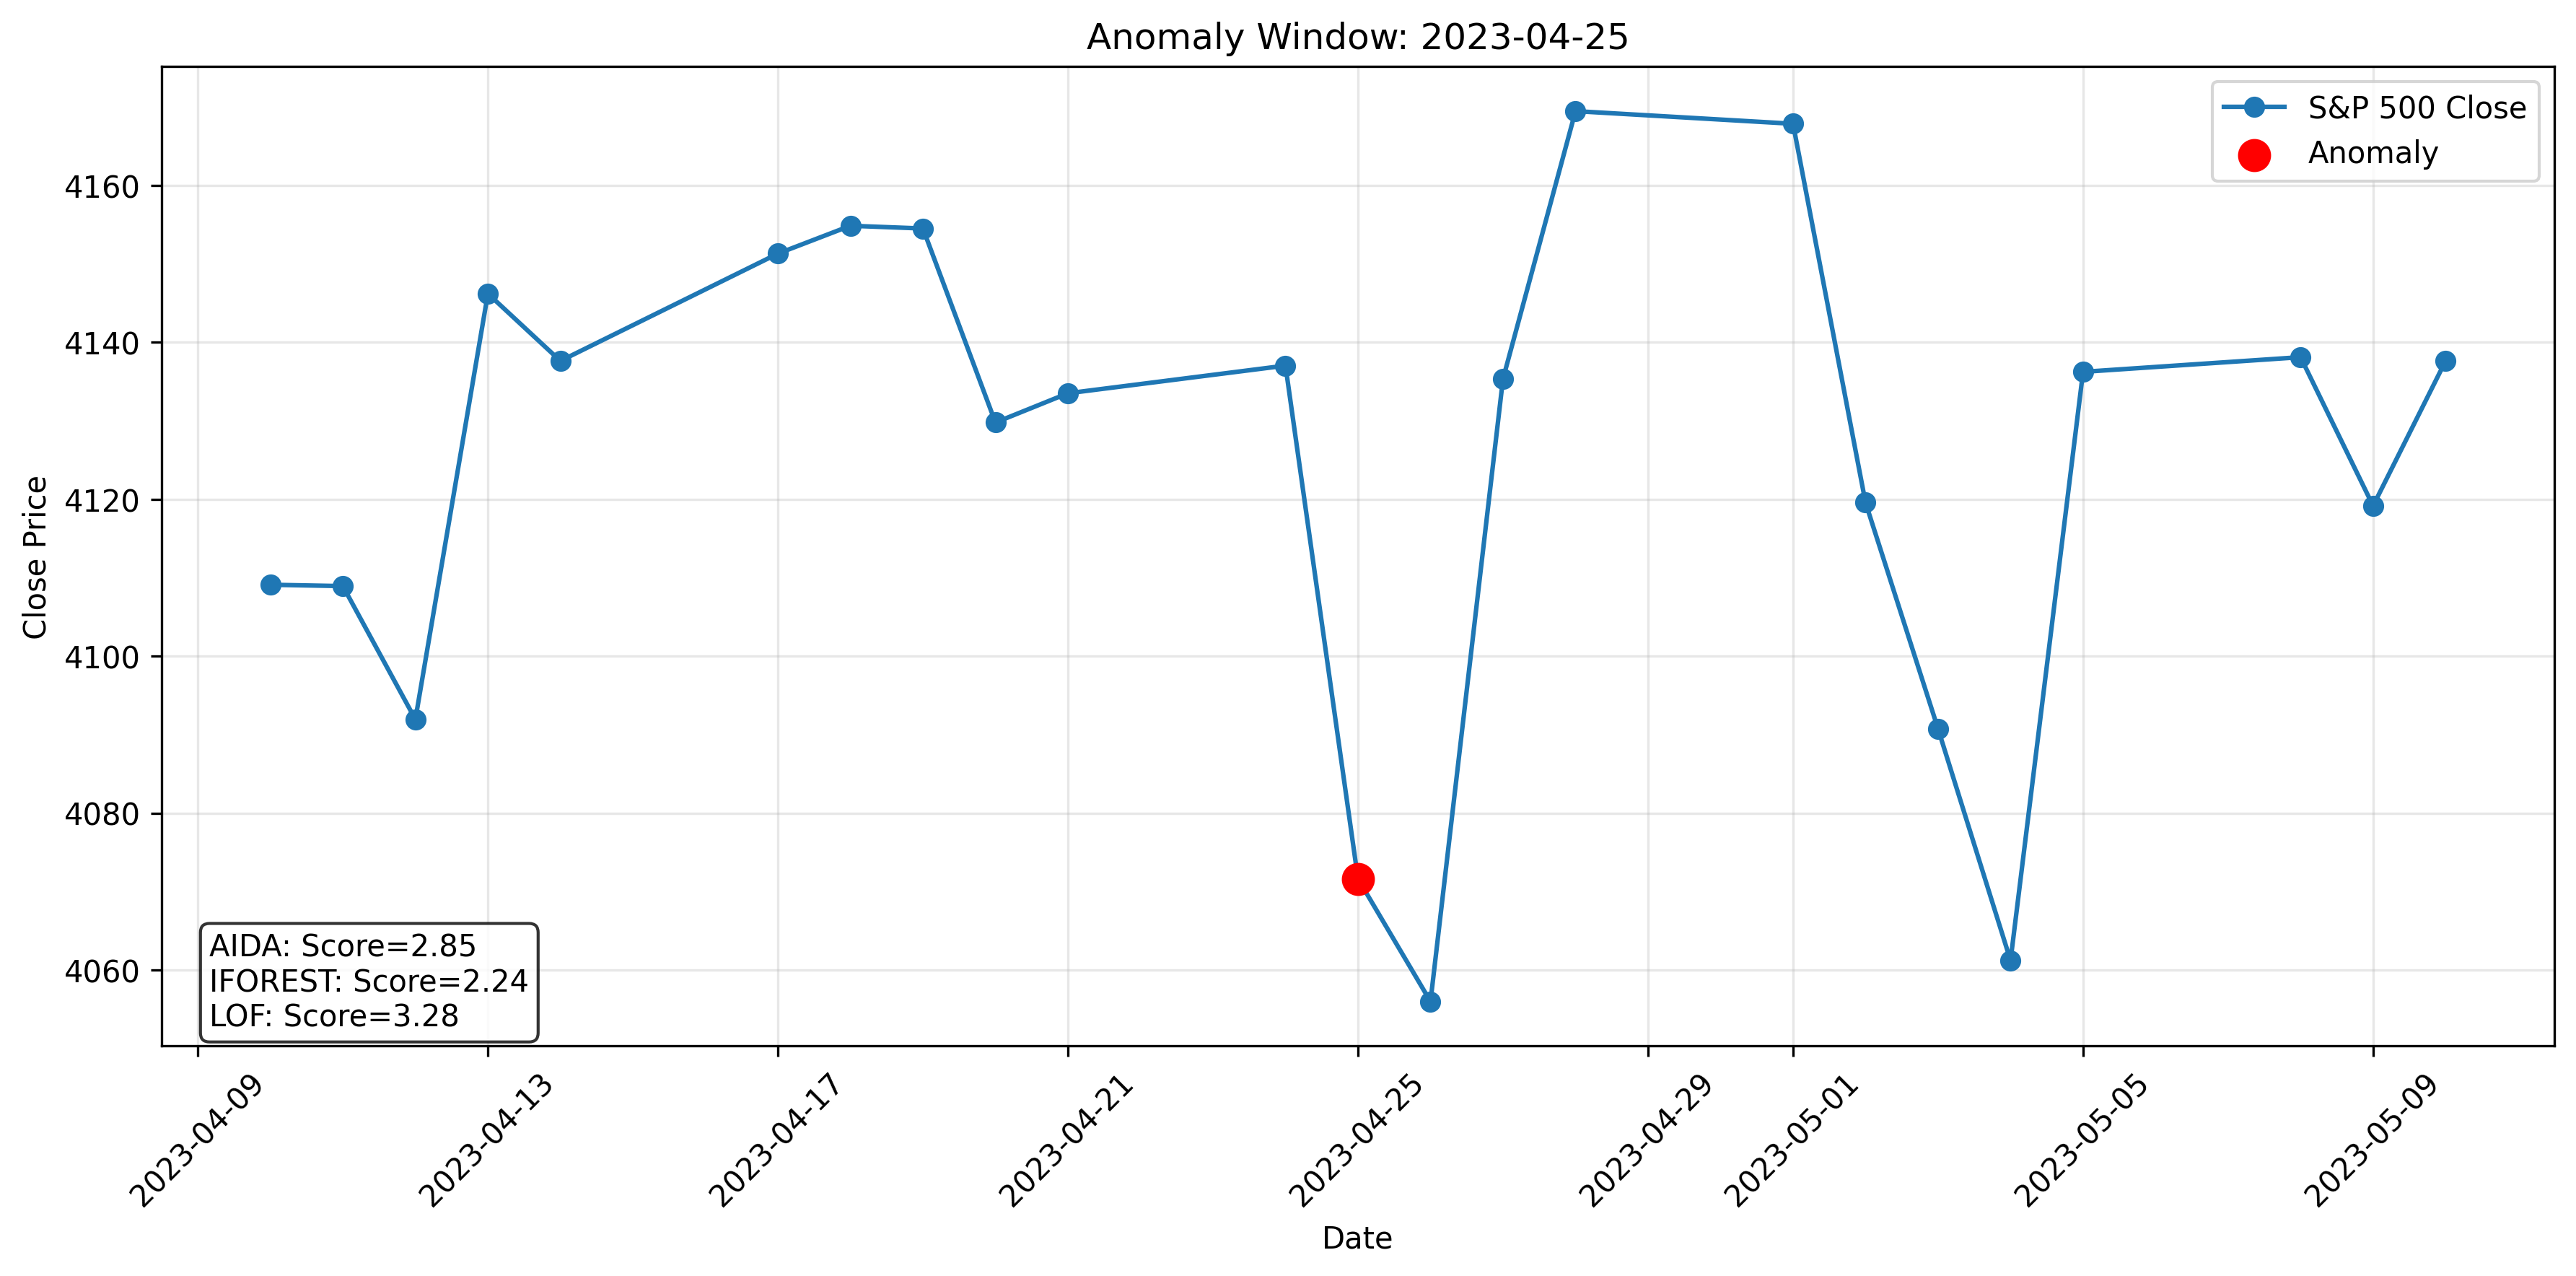 Anomaly Window: 2023-04-25
S&P 500 Close
Anomaly
Close Price
4160
4140
4120
4100
4080
4060
AIDA: Score=2.85
IFOREST: Score=2.24
LOF: Score=3.28
2023-04-09
2023-04-13
2023-04-17
2023-04-21
2023-04-25
2023-04-29
2023-05-01
2023-05-05
2023-05-09
Date